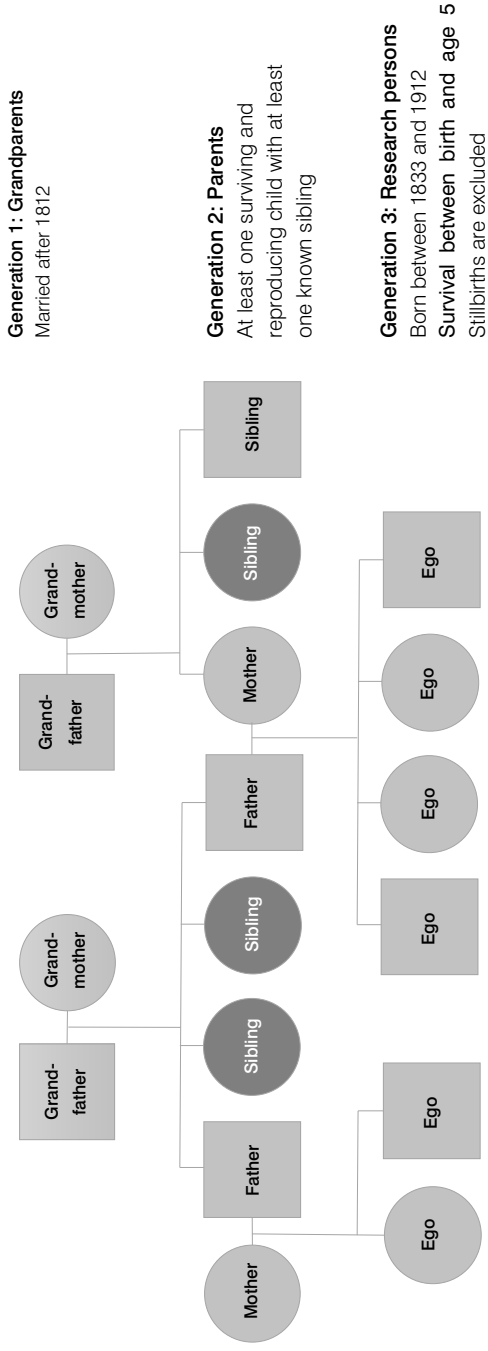 Grand-
father
Grand-
mother
Grand-
father
Grand-
mother
Generation 1: Grandparents
Married after 1812
Mother
Father
Sibling
Sibling
Father
Mother
Sibling
Sibling
Generation 2: Parents
At least one surviving and
reproducing child with at least
one known sibling
Ego
Ego
Ego
Ego
Ego
Ego
Generation 3: Research persons
Born between 1833 and 1912
Survival between birth and age 5
Stillbirths are excluded